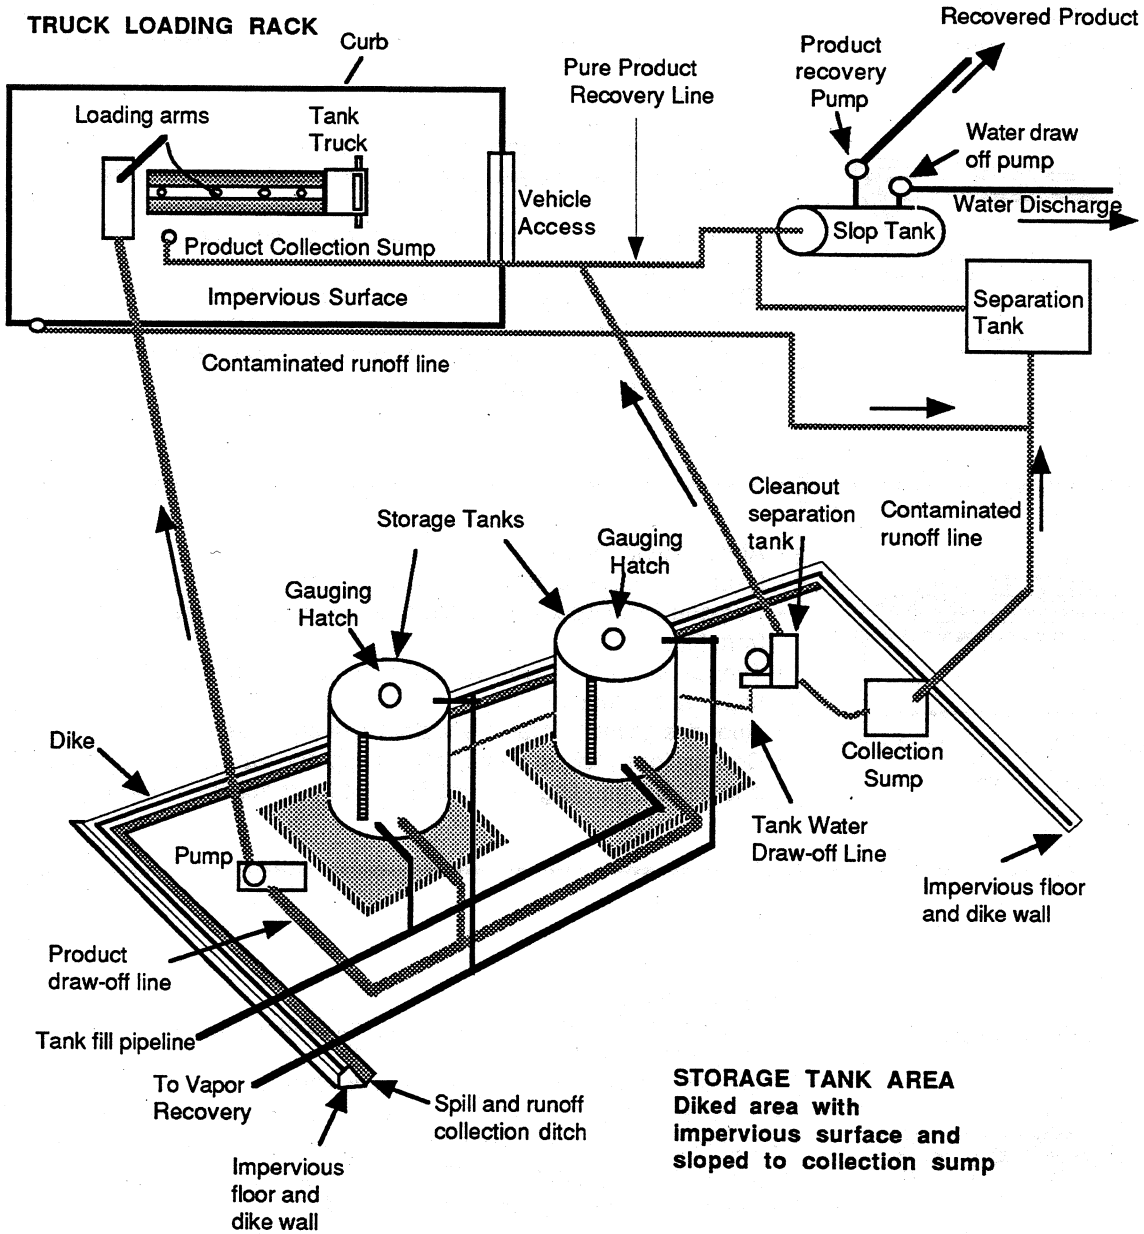 TRUCK LOADING RACK
Curb
Recovered Product
Product
recovery
Pump
Pure Product
Recovery Line
Loading arms
Tank
Truck
Water draw
off pump
Vehicle
Access
Water Discharge
Slop Tank
Product Collection Sump
Impervious Surface
Separation
Tank
Contaminated runoff line
Storage Tanks
Cleanout
separation
tank
Contaminated
runoff line
Gauging
Hatch
Gauging
Hatch
Dike
Collection
Sump
Pump
Tank Water
Draw-off Line
Impervious floor
and dike wall
Product
draw-off line
Tank fill pipeline
To Vapor
Recovery
Spill and runoff
collection ditch
Impervious
floor and
dike wall
STORAGE TANK AREA
Diked area with
impervious surface and
sloped to collection sump